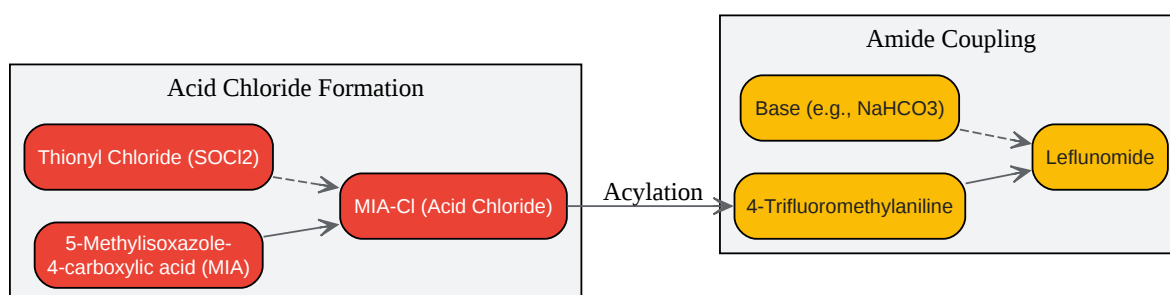 Acid Chloride Formation
Thionyl Chloride (SOCl2)
5-Methylisoxazole-
4-carboxylic acid (MIA)
MIA-Cl (Acid Chloride)
Acylation
Amide Coupling
Base (e.g., NaHCO3)
4-Trifluoromethylaniline
Leflunomide